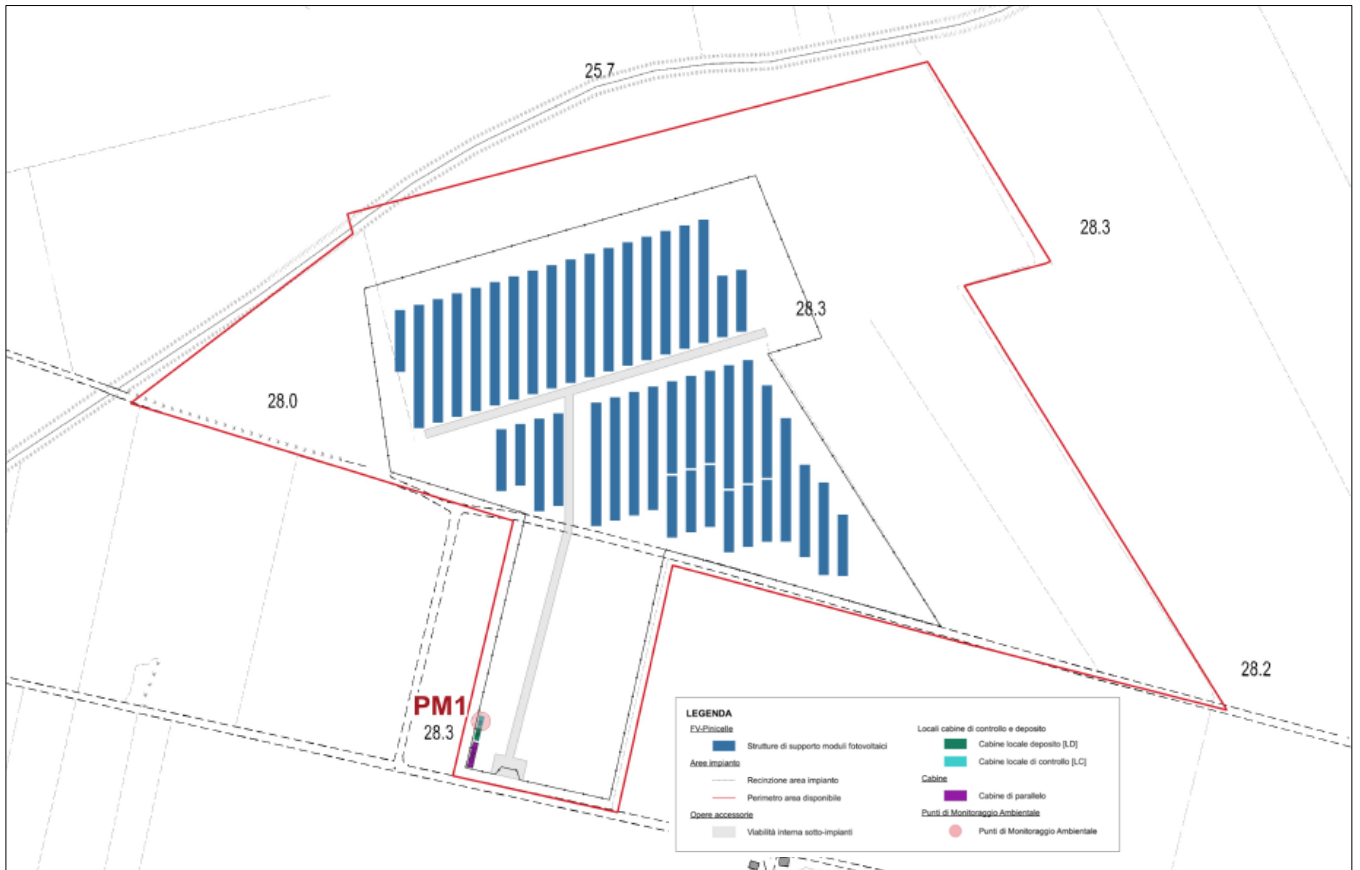 25.7
28.3
28.3
28.0
28.2
PM1
28.3
LEGENDA
FV-Pinicelle
Strutture di supporto moduli fotovoltaici
Aree impianto
Recinzione area impianto
Perimetro area disponibile
Opere accessorie
Viabilità interna sotto-impianti
Locali cabine di controllo e deposito
Cabine locale deposito [LD]
Cabine locale di controllo [LC]
Cabine
Cabine di parallelo
Punti di Monitoraggio Ambientale
Punti di Monitoraggio Ambientale